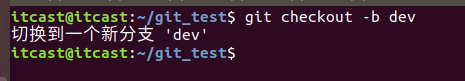 itcast@itcast:~/git_test$ git checkout -b dev
切换到一个新分支 'dev'
itcast@itcast:~/git_test$